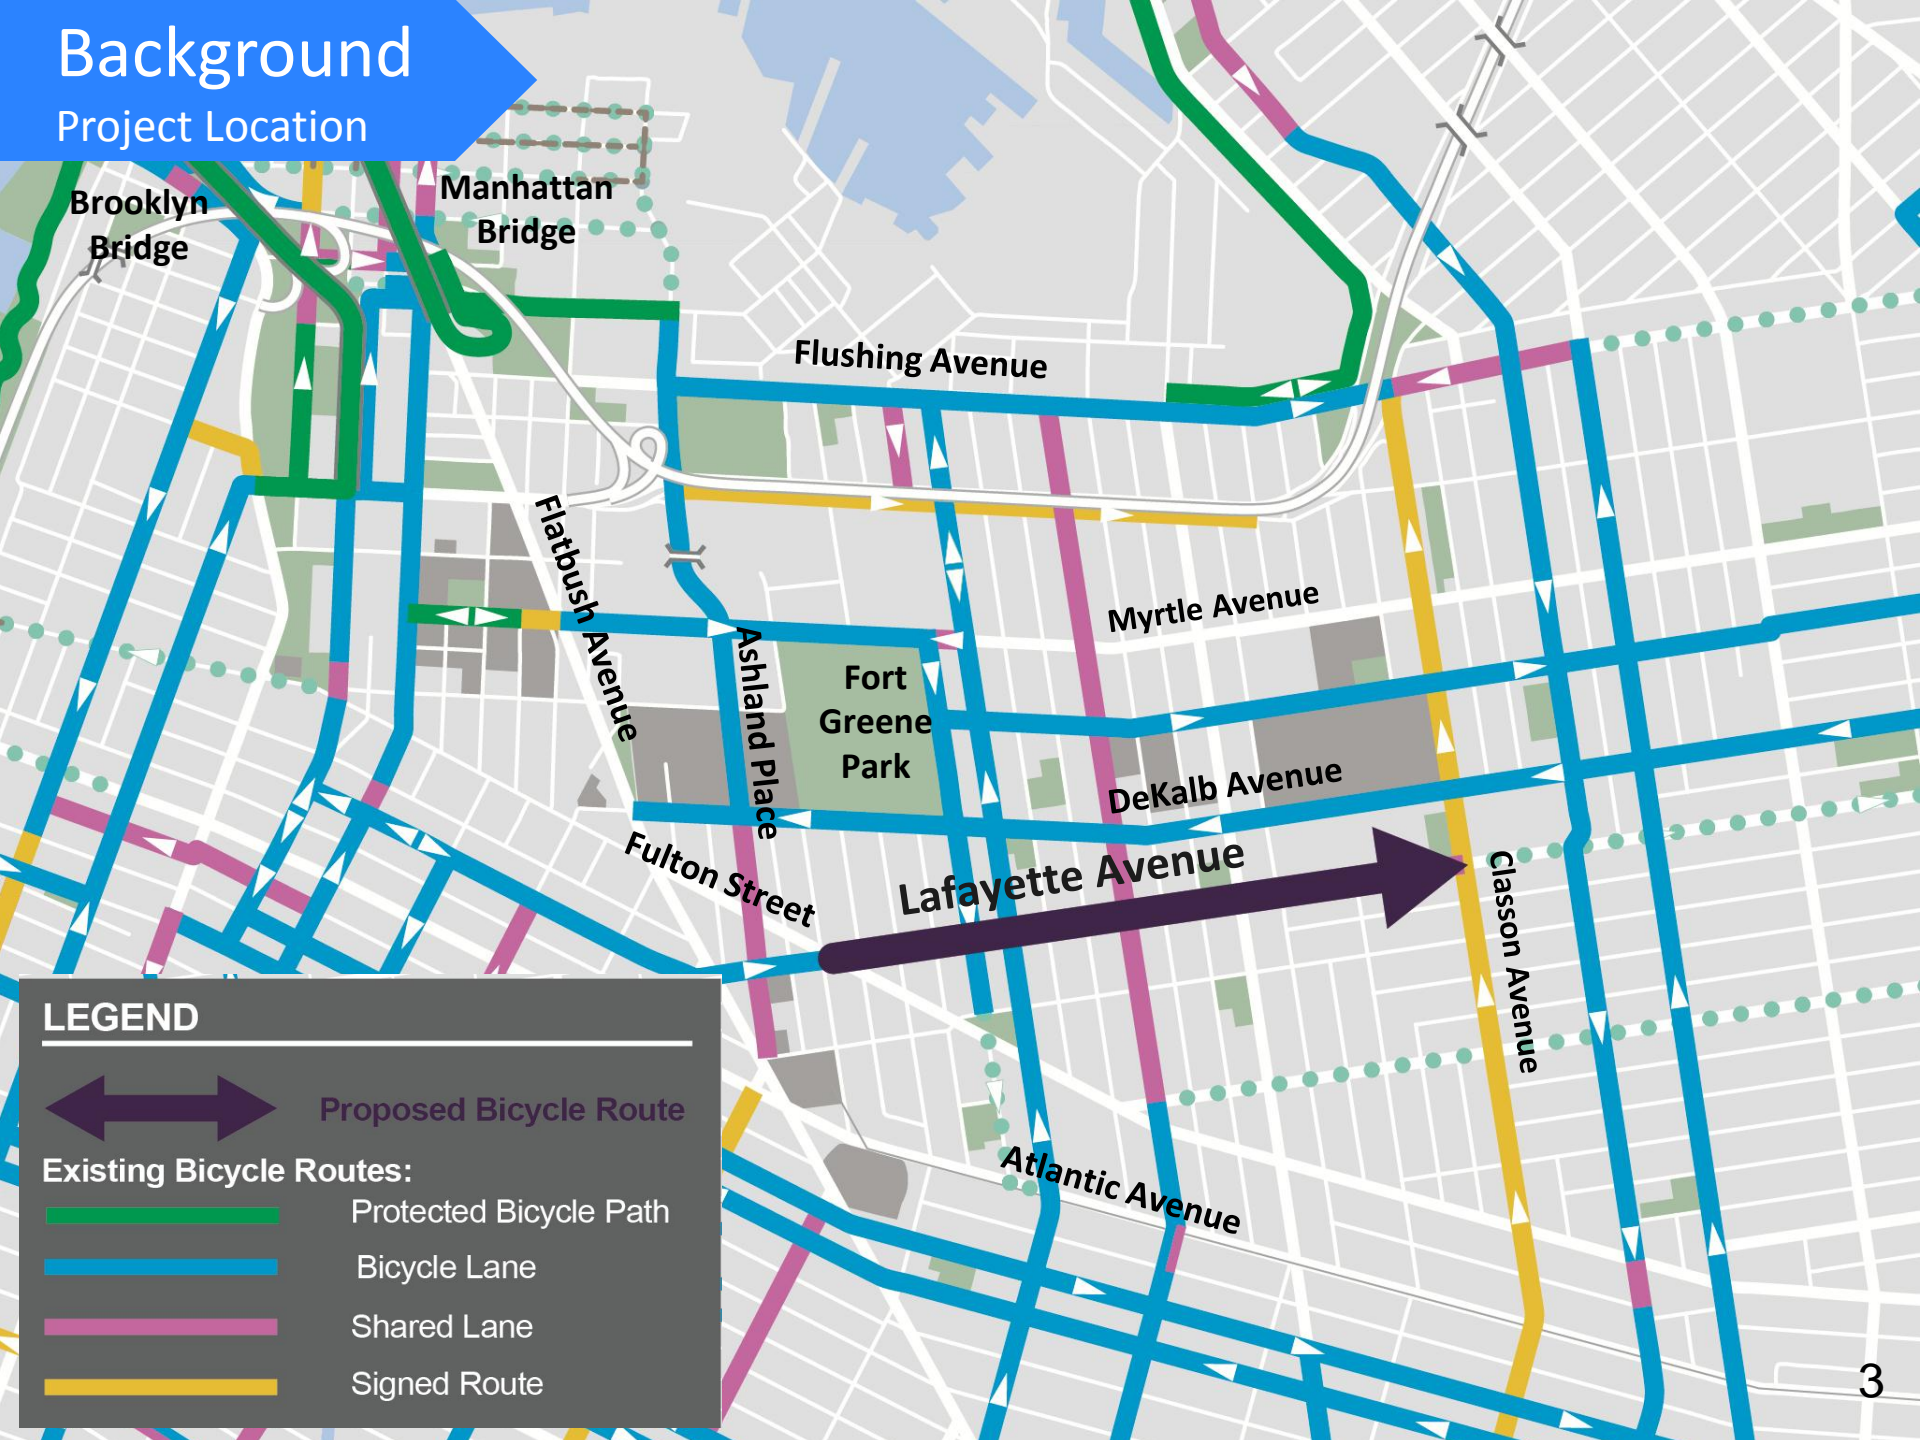 Background
Project Location
Brooklyn
Bridge
Manhattan
Bridge
Flushing Avenue
Flatbush Avenue
Myrtle Avenue
Ashland Place
Fort
Greene
Park
DeKalb Avenue
Fulton Street
Lafayette Avenue
Classon Avenue
Atlantic Avenue
LEGEND
Proposed Bicycle Route
Existing Bicycle Routes:
Protected Bicycle Path
Bicycle Lane
Shared Lane
Signed Route
3